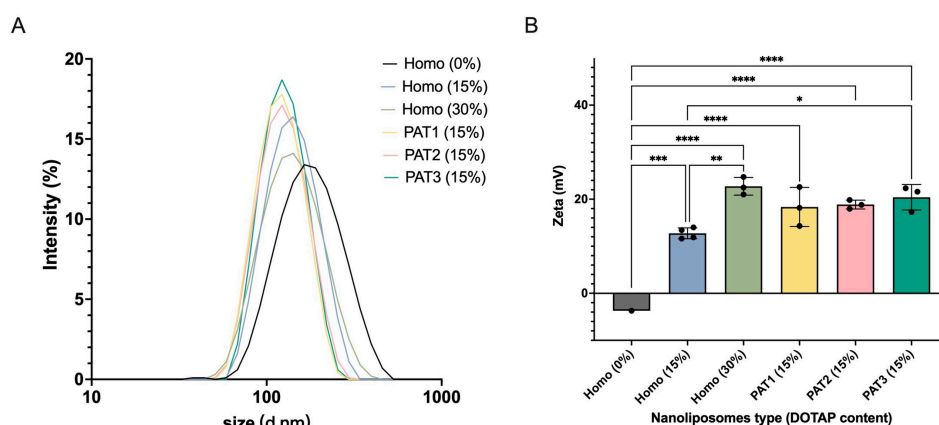 A
B
20
15
10
5
0
Intensity (%)
10
100
1000
size (d.nm)
Homo (0%)
Homo (15%)
Homo (30%)
PAT1 (15%)
PAT2 (15%)
PAT3 (15%)
40
20
0
Zeta (mV)
****
****
*
****
****
***
**
Homo (0%)
Homo (15%)
Homo (30%)
PAT1 (15%)
PAT2 (15%)
PAT3 (15%)
Nanoliposomes type (DOTAP content)